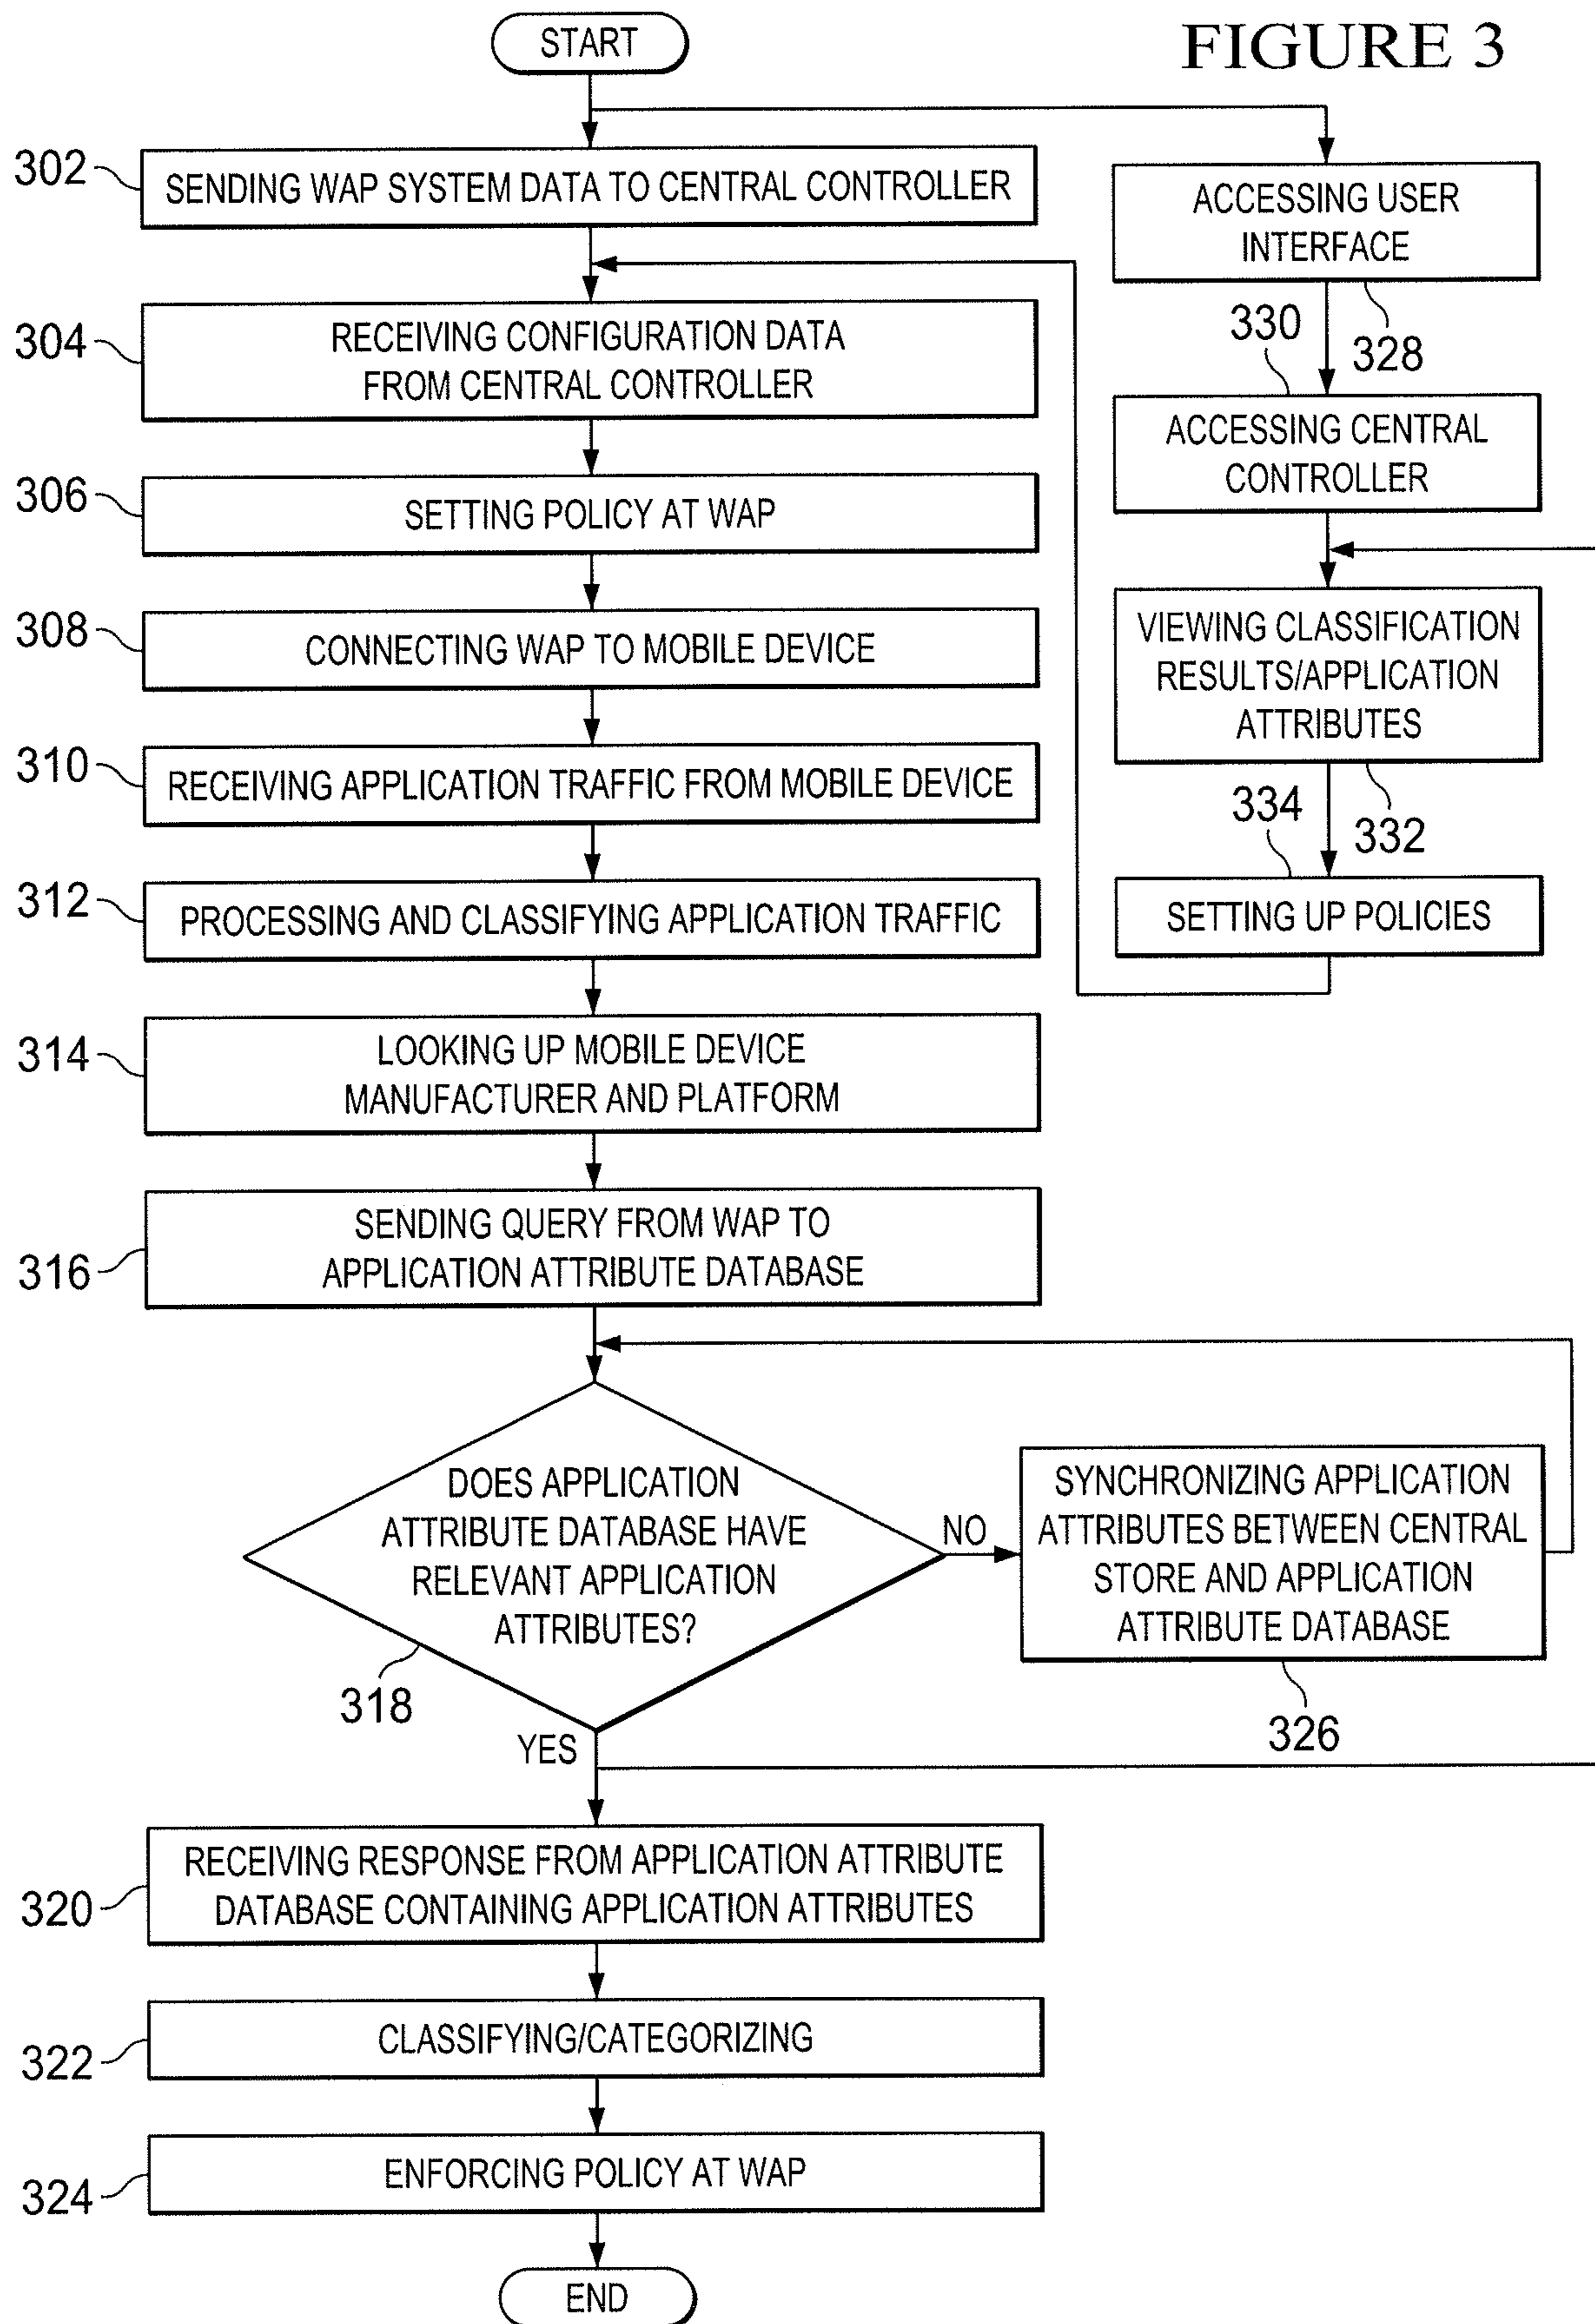 START
FIGURE 3
302
SENDING WAP SYSTEM DATA TO CENTRAL CONTROLLER
304
RECEIVING CONFIGURATION DATA
FROM CENTRAL CONTROLLER
306
SETTING POLICY AT WAP
308
CONNECTING WAP TO MOBILE DEVICE
310
RECEIVING APPLICATION TRAFFIC FROM MOBILE DEVICE
312
PROCESSING AND CLASSIFYING APPLICATION TRAFFIC
314
LOOKING UP MOBILE DEVICE
MANUFACTURER AND PLATFORM
316
SENDING QUERY FROM WAP TO
APPLICATION ATTRIBUTE DATABASE
DOES APPLICATION
ATTRIBUTE DATABASE HAVE
RELEVANT APPLICATION
ATTRIBUTES?
318
NO
YES
SYNCHRONIZING APPLICATION
ATTRIBUTES BETWEEN CENTRAL
STORE AND APPLICATION
ATTRIBUTE DATABASE
326
320
RECEIVING RESPONSE FROM APPLICATION ATTRIBUTE
DATABASE CONTAINING APPLICATION ATTRIBUTES
322
CLASSIFYING/CATEGORIZING
324
ENFORCING POLICY AT WAP
END
ACCESSING USER
INTERFACE
328
330
ACCESSING CENTRAL
CONTROLLER
VIEWING CLASSIFICATION
RESULTS/APPLICATION
ATTRIBUTES
332
334
SETTING UP POLICIES